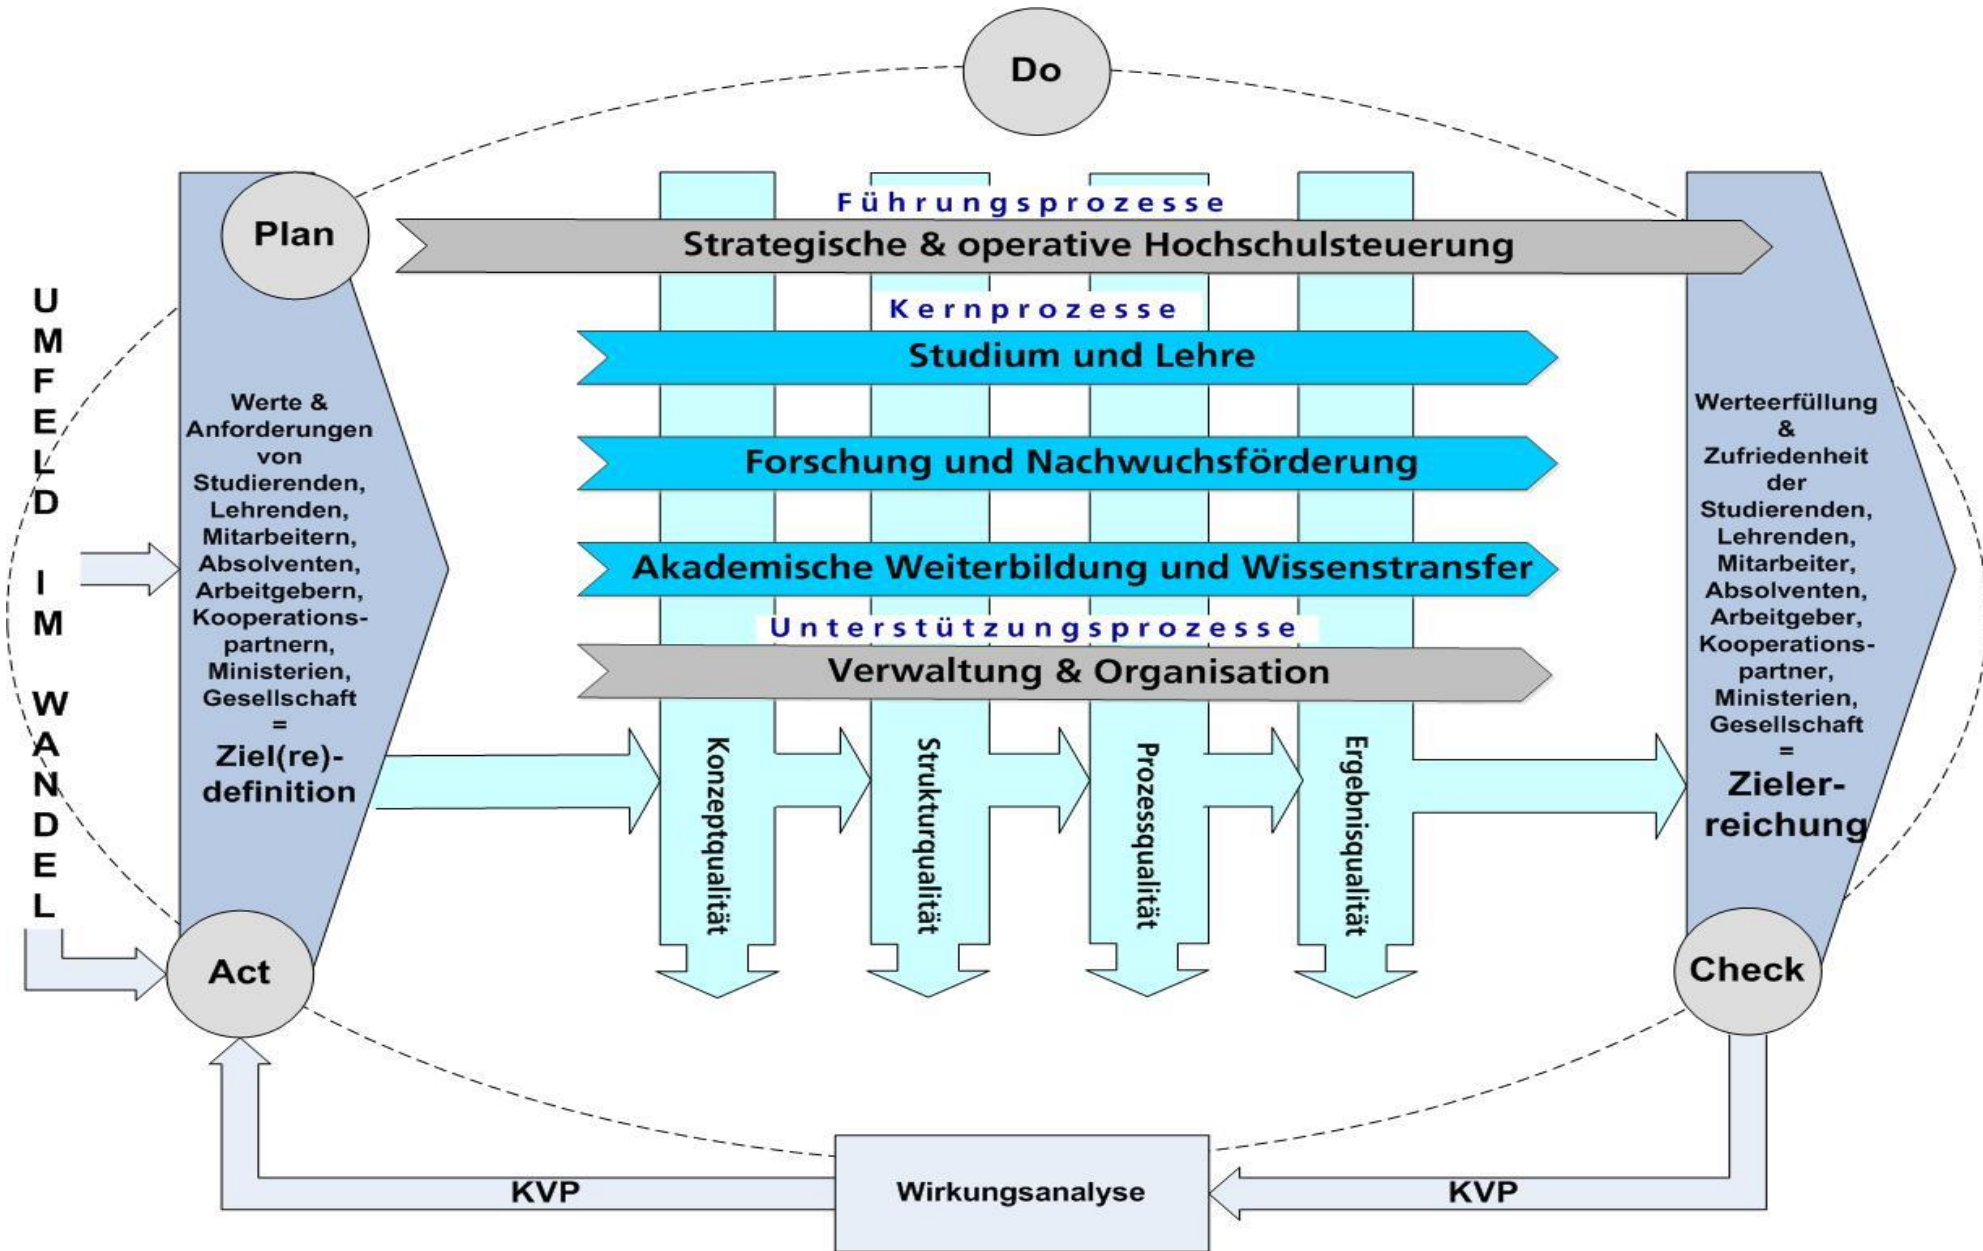 Do
Plan
Führungsprozesse
Strategische & operative Hochschulsteuerung
Kernprozesse
Studium und Lehre
Forschung und Nachwuchsförderung
Akademische Weiterbildung und Wissenstransfer
Unterstützungsprozesse
Verwaltung & Organisation
UMFELD IM WANDEL
Werte &
Anforderungen
von
Studierenden,
Lehrenden,
Mitarbeitern,
Absolventen,
Arbeitgebern,
Kooperations-
partnern,
Ministerien,
Gesellschaft
=
Ziel(re)-
definition
Konzeptqualität
Strukturqualität
Prozessqualität
Ergebnisqualität
Werteerfüllung
&
Zufriedenheit
der
Studierenden,
Lehrenden,
Mitarbeiter,
Absolventen,
Arbeitgeber,
Kooperations-
partner,
Ministerien,
Gesellschaft
=
Zieler-
reichung
Act
Check
KVP
Wirkungsanalyse
KVP